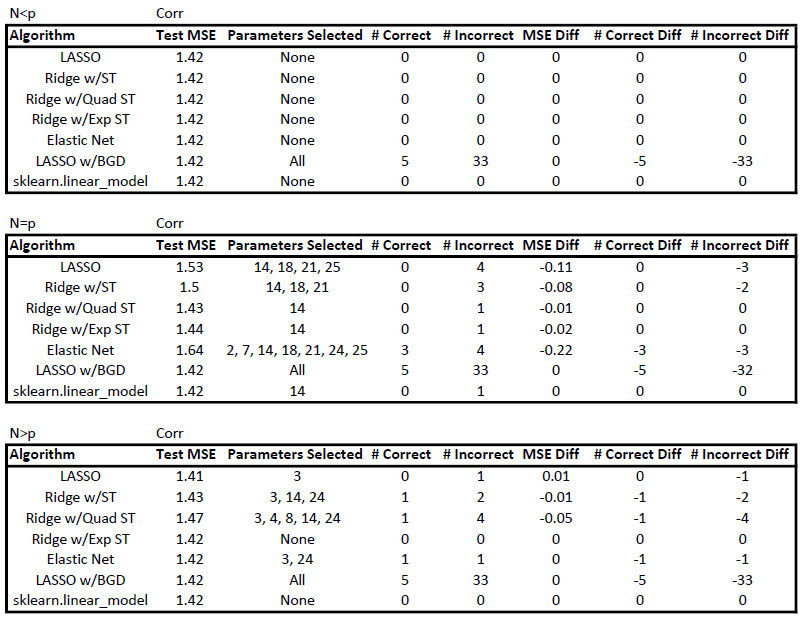 N<p Corr
Algorithm Test MSE Parameters Selected # Correct # Incorrect MSE Diff # Correct Diff # Incorrect Diff
LASSO 1.42 None 0 0 0 0 0
Ridge w/ST 1.42 None 0 0 0 0 0
Ridge w/Quad ST 1.42 None 0 0 0 0 0
Ridge w/Exp ST 1.42 None 0 0 0 0 0
Elastic Net 1.42 None 0 0 0 0 0
LASSO w/BGD 1.42 All 5 33 0 -5 -33
sklearn.linear_model 1.42 None 0 0 0 0 0
N=p Corr
Algorithm Test MSE Parameters Selected # Correct # Incorrect MSE Diff # Correct Diff # Incorrect Diff
LASSO 1.53 14, 18, 21, 25 0 4 -0.11 0 -3
Ridge w/ST 1.5 14, 18, 21 0 3 -0.08 0 -2
Ridge w/Quad ST 1.43 14 0 1 -0.01 0 0
Ridge w/Exp ST 1.44 14 0 1 -0.02 0 0
Elastic Net 1.64 2, 7, 14, 18, 21, 24, 25 3 4 -0.22 -3 -3
LASSO w/BGD 1.42 All 5 33 0 -5 -32
sklearn.linear_model 1.42 14 0 1 0 0 0
N>p Corr
Algorithm Test MSE Parameters Selected # Correct # Incorrect MSE Diff # Correct Diff # Incorrect Diff
LASSO 1.41 3 0 1 0.01 0 -1
Ridge w/ST 1.43 3, 14, 24 1 2 -0.01 -1 -2
Ridge w/Quad ST 1.47 3, 4, 8, 14, 24 1 4 -0.05 -1 -4
Ridge w/Exp ST 1.42 None 0 0 0 0 0
Elastic Net 1.42 3, 24 1 1 0 -1 -1
LASSO w/BGD 1.42 All 5 33 0 -5 -33
sklearn.linear_model 1.42 None 0 0 0 0 0